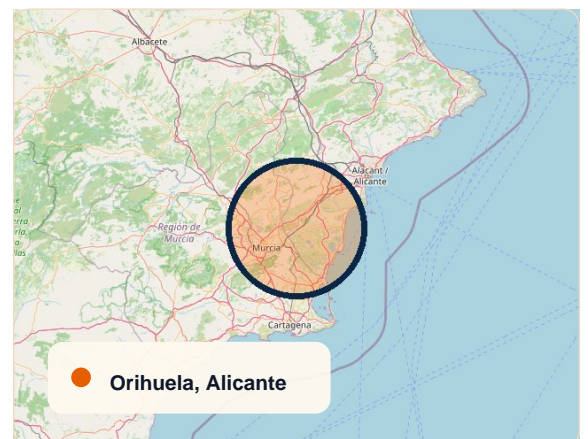 Albacete
Alacant /
Alicante
Región de
Murcia
Murcia
Cartagena
Orihuela, Alicante